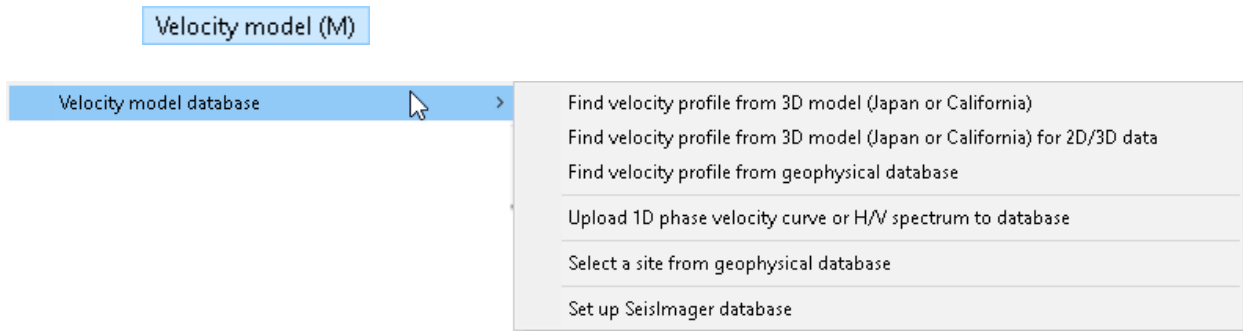 Velocity model (M)
Velocity model database
Find velocity profile from 3D model (Japan or California)
Find velocity profile from 3D model (Japan or California) for 2D/3D data
Find velocity profile from geophysical database
Upload 1D phase velocity curve or H/V spectrum to database
Select a site from geophysical database
Set up SeisImager database